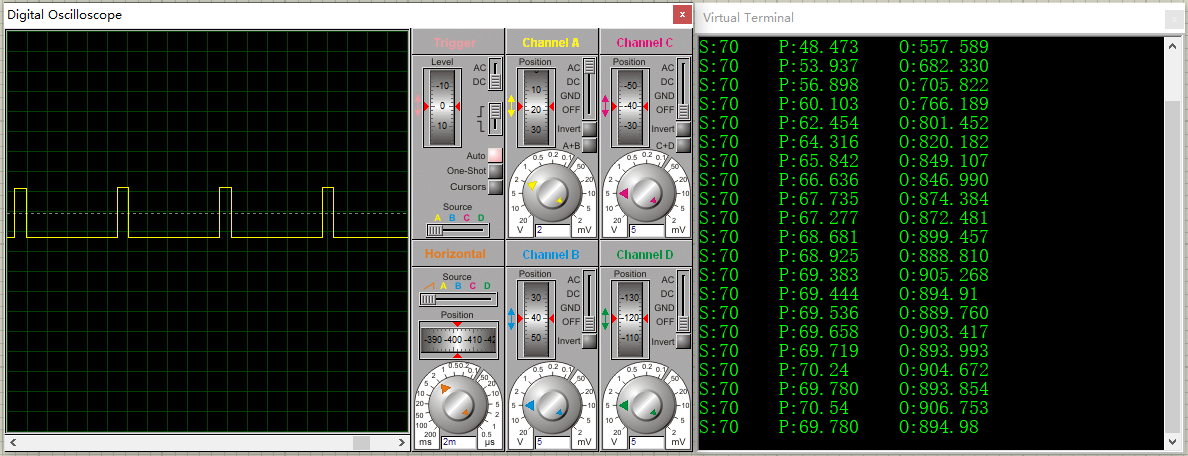 Digital Oscilloscope
Trigger
Level
AC
DC
-10
0
10
Auto
One-Shot
Cursors
Source
A B C D
Channel A
Position
AC
DC
GND
OFF
0
10
20
30
Invert
A+B
V
2
mV
Channel C
Position
AC
DC
GND
OFF
-50
-40
-30
Invert
C+D
V
5
mV
Horizontal
Source
A B C D
Position
-390 -400 -410 -42
ms
2m
µs
Channel B
Position
AC
DC
GND
OFF
30
40
50
Invert
V
5
mV
Channel D
Position
AC
DC
GND
OFF
-130
-120
-110
Invert
V
5
mV
Virtual Terminal
S:70 P:48.473 O:557.589
S:70 P:53.937 O:682.330
S:70 P:56.898 O:705.822
S:70 P:60.103 O:766.189
S:70 P:62.454 O:801.452
S:70 P:64.316 O:820.182
S:70 P:65.842 O:849.107
S:70 P:66.636 O:846.990
S:70 P:67.735 O:874.384
S:70 P:67.277 O:872.481
S:70 P:68.681 O:899.457
S:70 P:68.925 O:888.810
S:70 P:69.383 O:905.268
S:70 P:69.444 O:894.91
S:70 P:69.536 O:889.760
S:70 P:69.658 O:903.417
S:70 P:69.719 O:893.993
S:70 P:70.24 O:904.672
S:70 P:69.780 O:893.854
S:70 P:70.54 O:906.753
S:70 P:69.780 O:894.98